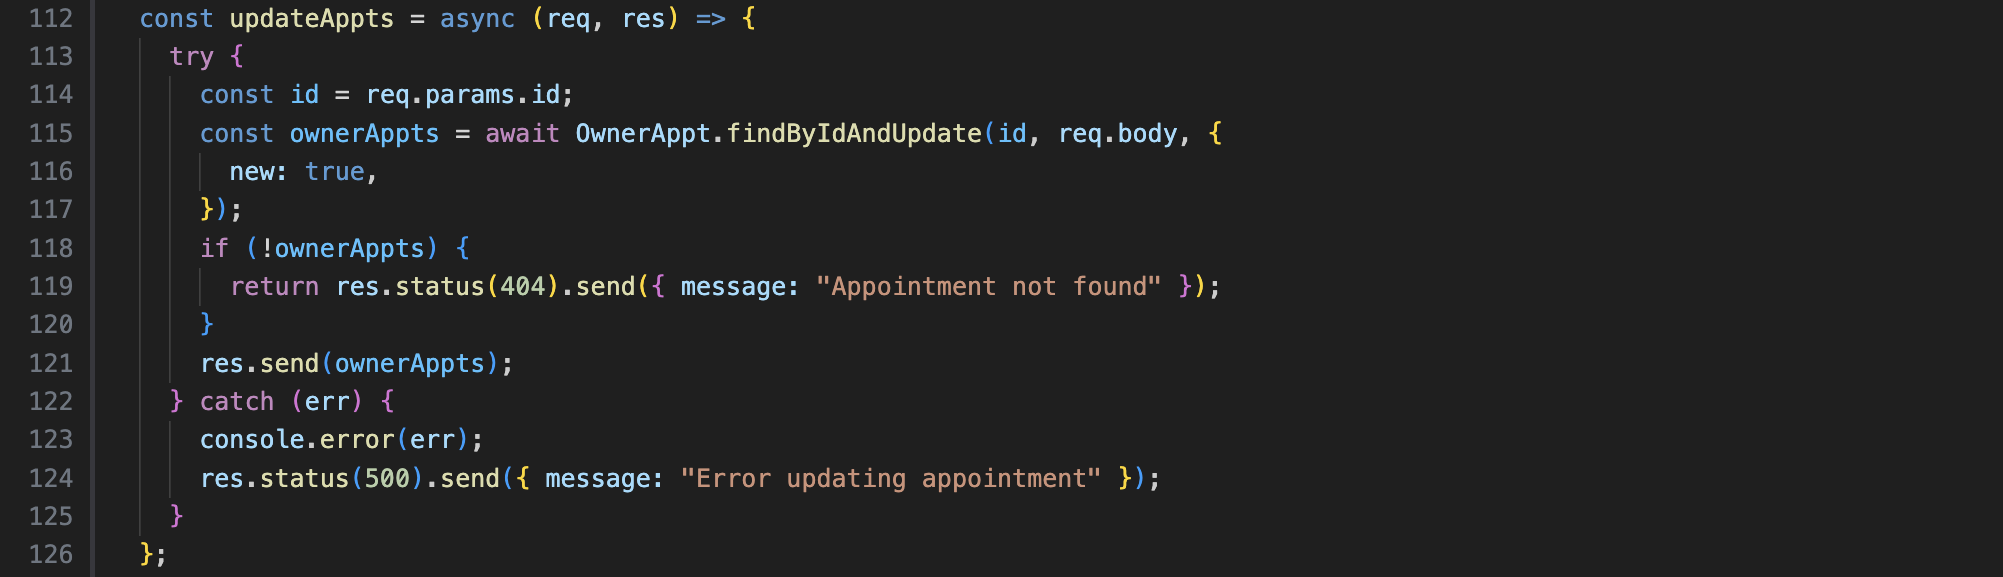 112 const updateAppts = async (req, res) => {
113 try {
114 const id = req.params.id;
115 const ownerAppts = await OwnerAppt.findByIdAndUpdate(id, req.body, {
116 new: true,
117 });
118 if (!ownerAppts) {
119 return res.status(404).send({ message: "Appointment not found" });
120 }
121 res.send(ownerAppts);
122 } catch (err) {
123 console.error(err);
124 res.status(500).send({ message: "Error updating appointment" });
125 }
126 };